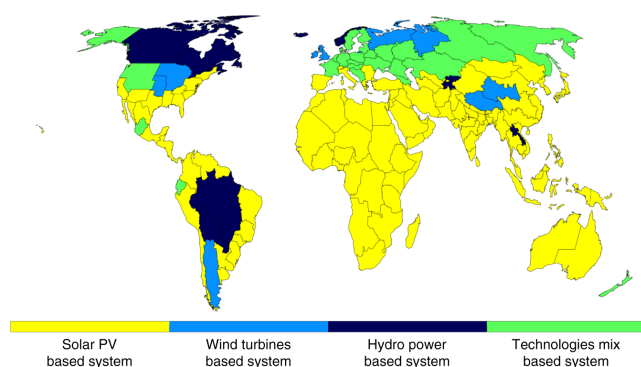 Solar PV
based system
Wind turbines
based system
Hydro power
based system
Technologies mix
based system